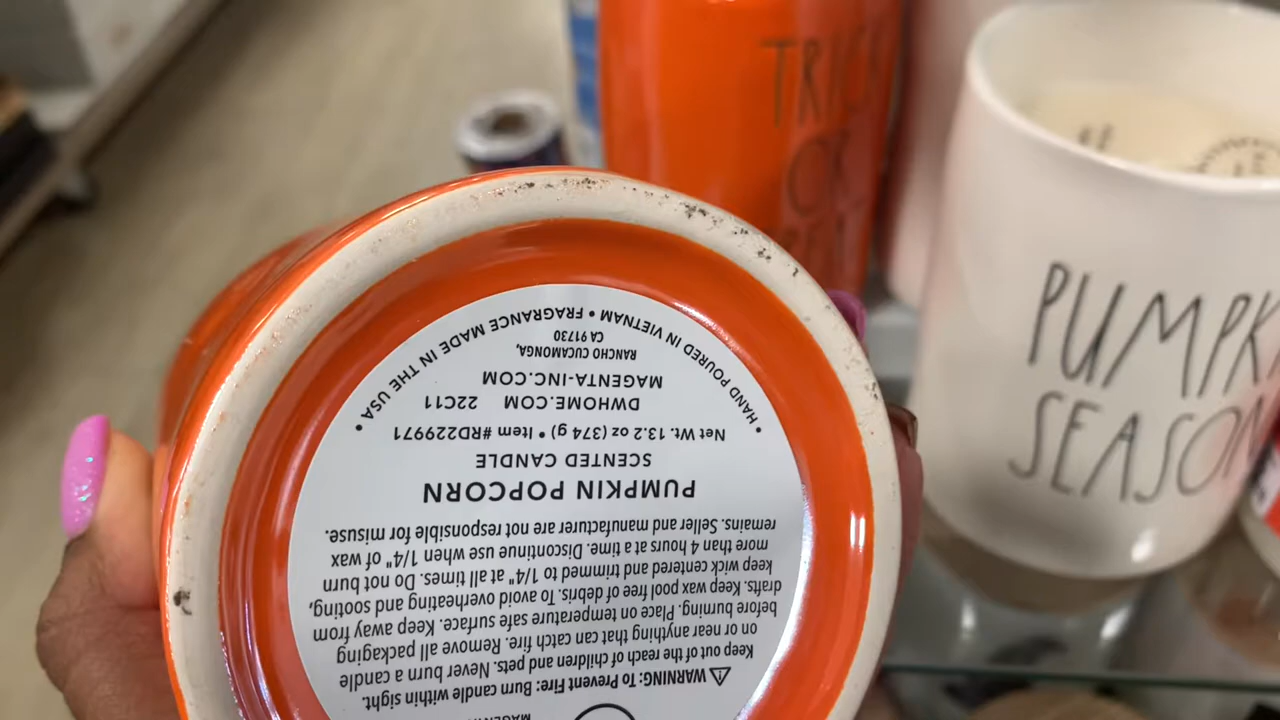 MAGEN
⚠WARNING: To Prevent Fire: Burn candle within sight.
Keep out of the reach of children and pets. Never burn a candle
on or near anything that can catch fire. Remove all packaging
before burning. Place on temperature safe surface. Keep away from
drafts. Keep wax pool free of debris. To avoid overheating and sooting,
keep wick centered and trimmed to 1/4" at all times. Do not burn
more than 4 hours at a time. Discontinue use when 1/4" of wax
remains. Seller and manufacturer are not responsible for misuse.
PUMPKIN POPCORN
SCENTED CANDLE
Net Wt. 13.2 oz (374 g) • Item #RD229971
DWHOME.COM 22C11
MAGENTA-INC.COM
RANCHO CUCAMONGA,
CA 91730
• HAND POURED IN VIETNAM • FRAGRANCE MADE IN THE USA •
TRICK
OR
PUMPK
SEASON